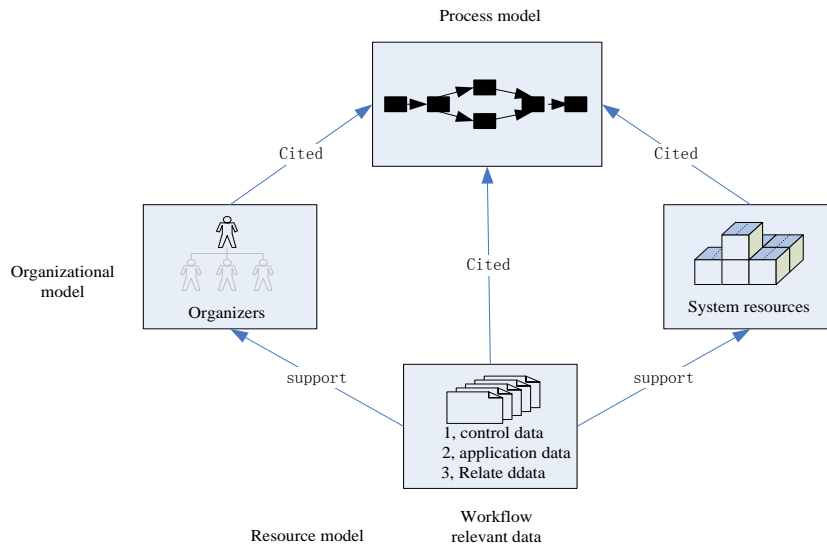 Process model
Cited
Cited
Cited
Organizational
model
Organizers
System resources
support
support
1, control data
2, application data
3, Relate ddata
Resource model
Workflow
relevant data